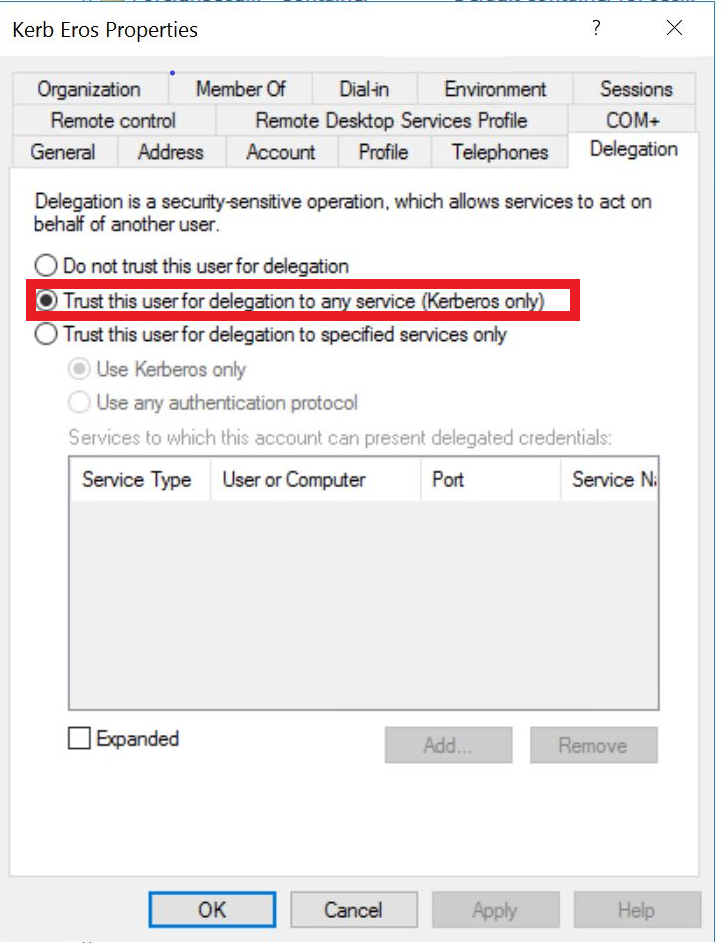 Kerb Eros Properties
?
Organization
Member Of
Dial-in
Environment
Sessions
Remote control
Remote Desktop Services Profile
COM+
General
Address
Account
Profile
Telephones
Delegation
Delegation is a security-sensitive operation, which allows services to act on
behalf of another user.
Do not trust this user for delegation
Trust this user for delegation to any service (Kerberos only)
Trust this user for delegation to specified services only
Use Kerberos only
Use any authentication protocol
Services to which this account can present delegated credentials:
Service Type
User or Computer
Port
Service
Expanded
Add...
Remove
OK
Cancel
Apply
Help